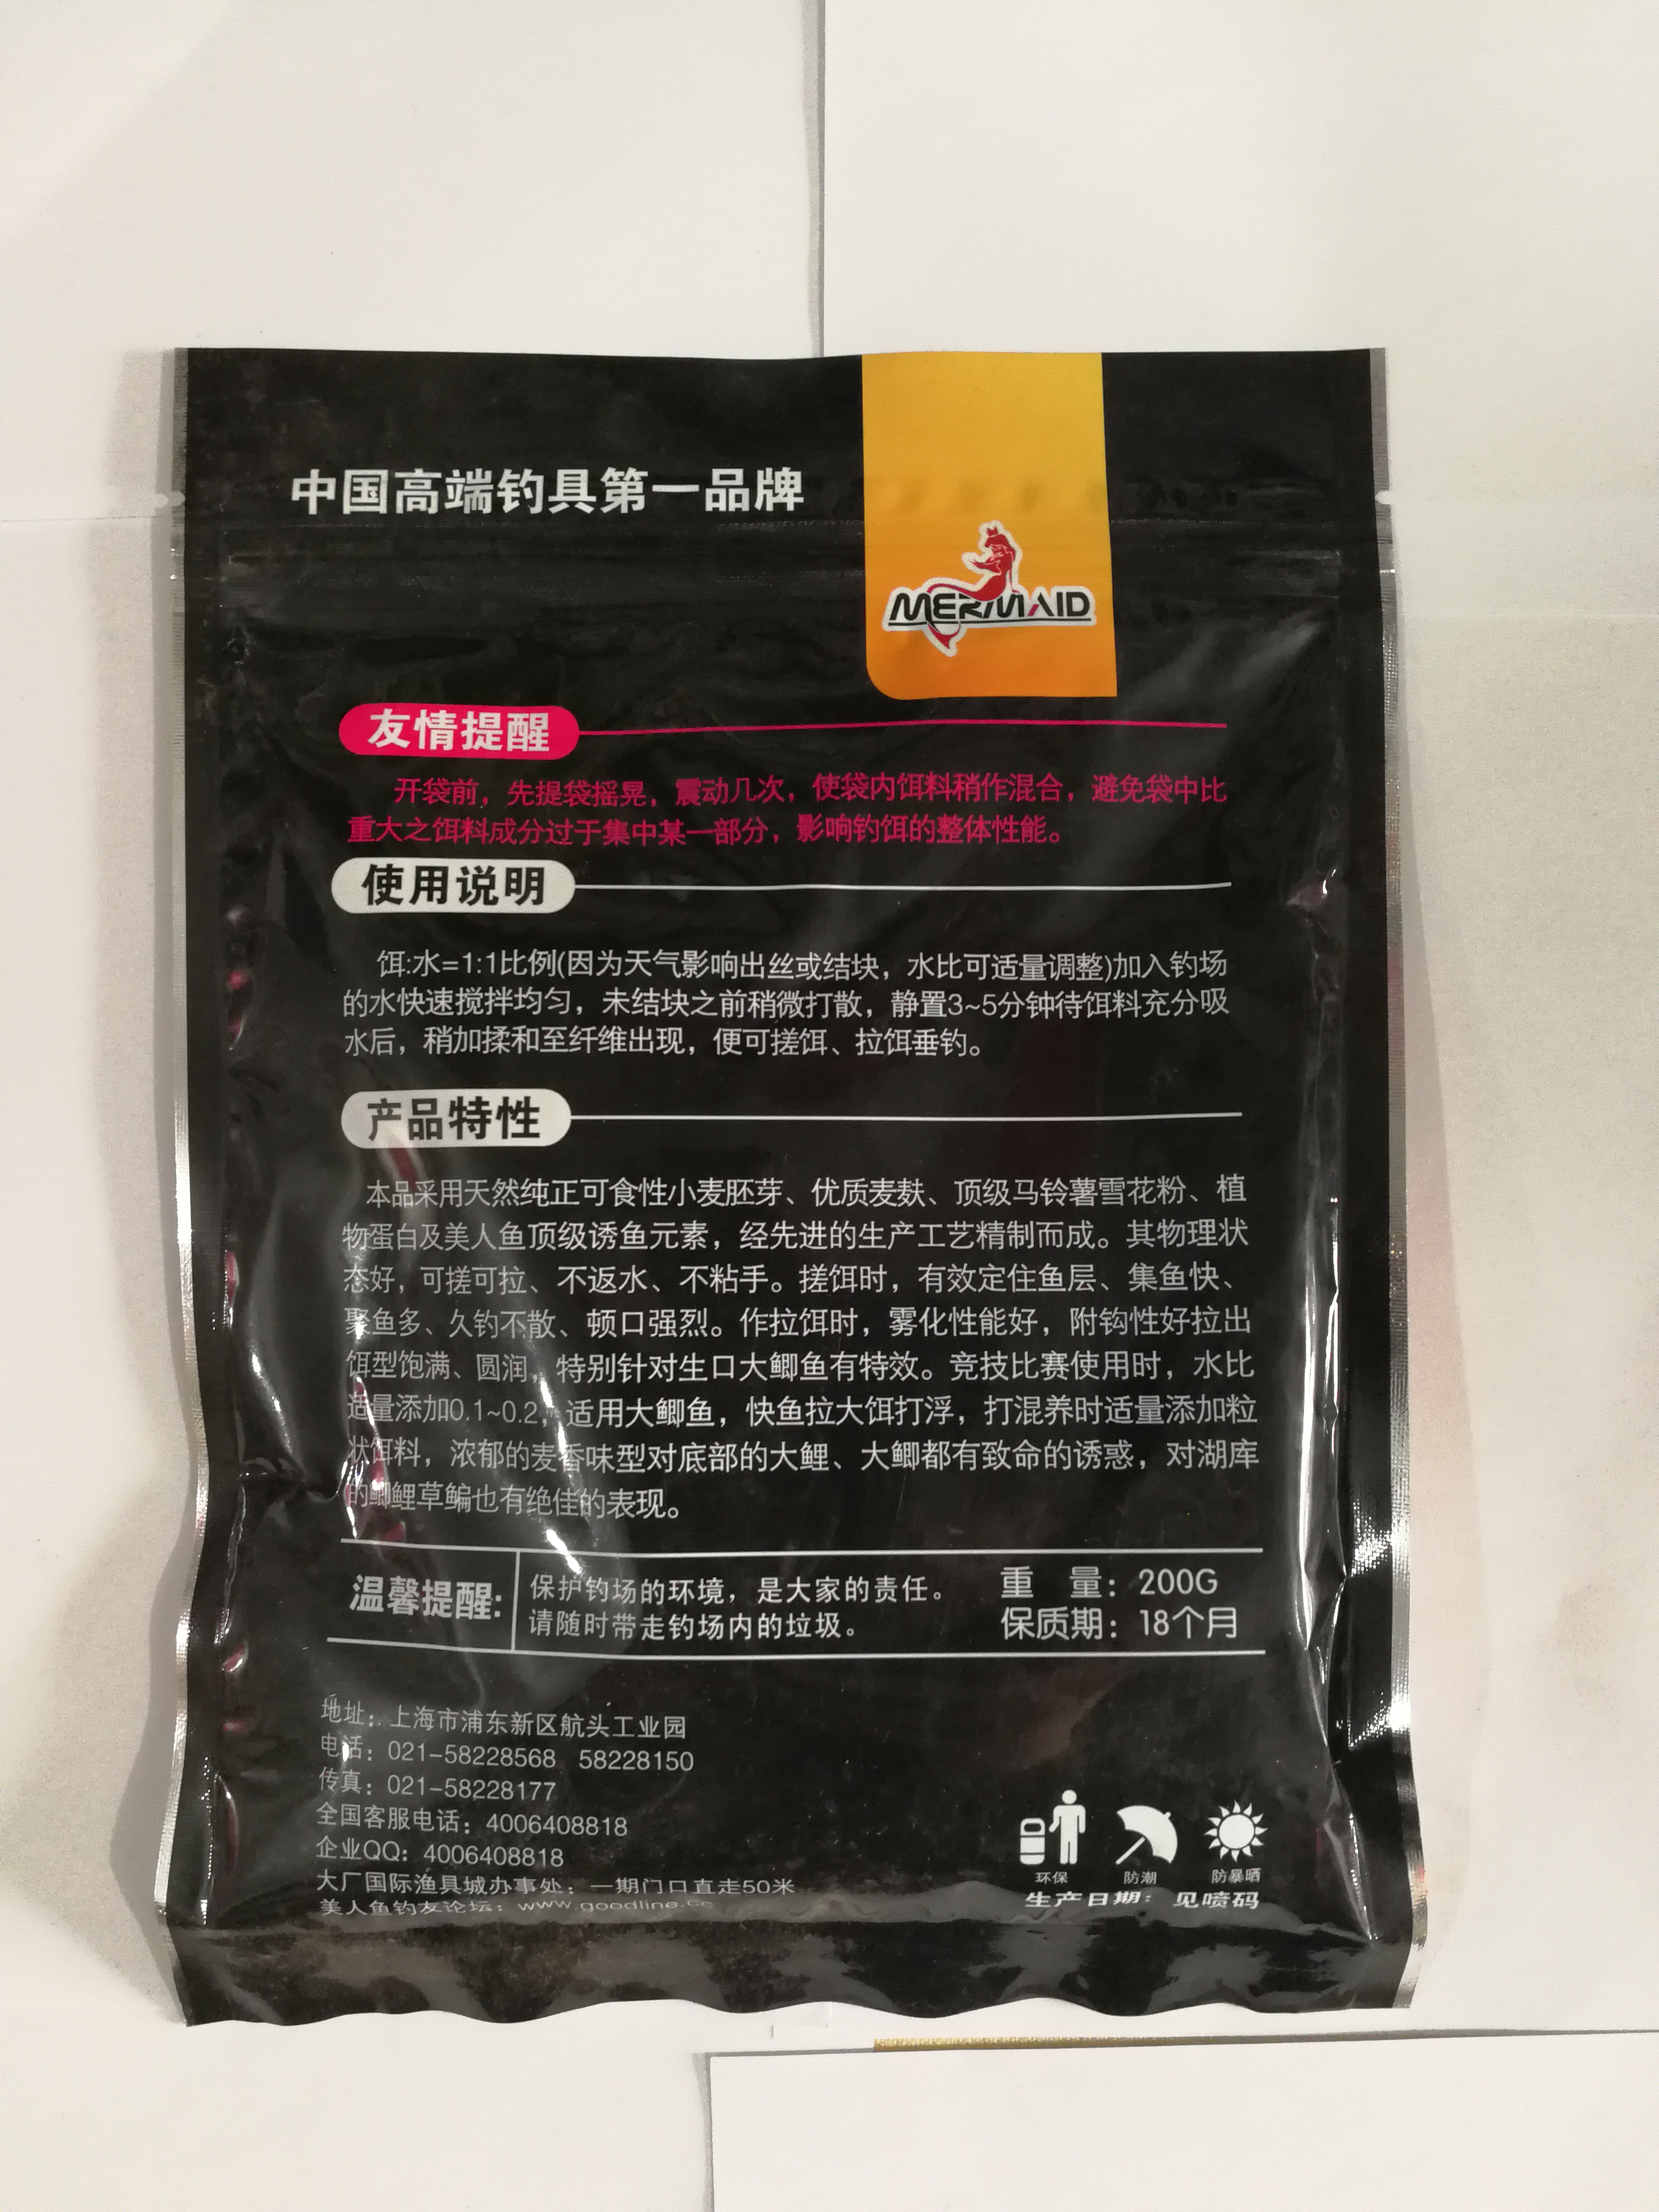 中国高端钓具第一品牌
MERMAID
友情提醒
开袋前，先提袋摇晃，震动几次，使袋内饵料稍作混合，避免袋中比
重大之饵料成分过于集中某一部分，影响钓饵的整体性能。
使用说明
饵:水=1:1比例(因为天气影响出丝或结块，水比可适量调整)加入钓场
的水快速搅拌均匀，未结块之前稍微打散，静置3~5分钟待饵料充分吸
水后，稍加揉和至纤维出现，便可搓饵、拉饵垂钓。
产品特性
本品采用天然纯正可食性小麦胚芽、优质麦麸、顶级马铃薯雪花粉、植
物蛋白及美人鱼顶级诱鱼元素，经先进的生产工艺精制而成。其物理状
态好，可搓可拉、不返水、不粘手。搓饵时，有效定住鱼层、集鱼快、
聚鱼多、久钓不散、顿口强烈。作拉饵时，雾化性能好，附钩性好拉出
饵型饱满、圆润，特别针对生口大鲫鱼有特效。竞技比赛使用时，水比
适量添加0.1~0.2，适用大鲫鱼，快鱼拉大饵打浮，打混养时适量添加粒
状饵料，浓郁的麦香味型对底部的大鲤、大鲫都有致命的诱惑，对湖库
的鲫鲤草鳊也有绝佳的表现。
温馨提醒:
保护钓场的环境，是大家的责任。
请随时带走钓场内的垃圾。
重 量：200G
保质期：18个月
地址：上海市浦东新区航头工业园
电话：021-58228568 58228150
传真：021-58228177
全国客服电话：4006408818
企业QQ：4006408818
大厂国际渔具城办事处：一期门口直走50米
美人鱼钓友论坛：www.goodline.cc
环保 防潮 防暴晒
生产日期：见喷码